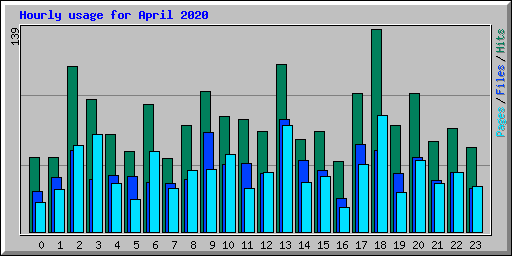 Hourly usage for April 2020
139
Pages/Files/Hits
0 1 2 3 4 5 6 7 8 9 10 11 12 13 14 15 16 17 18 19 20 21 22 23